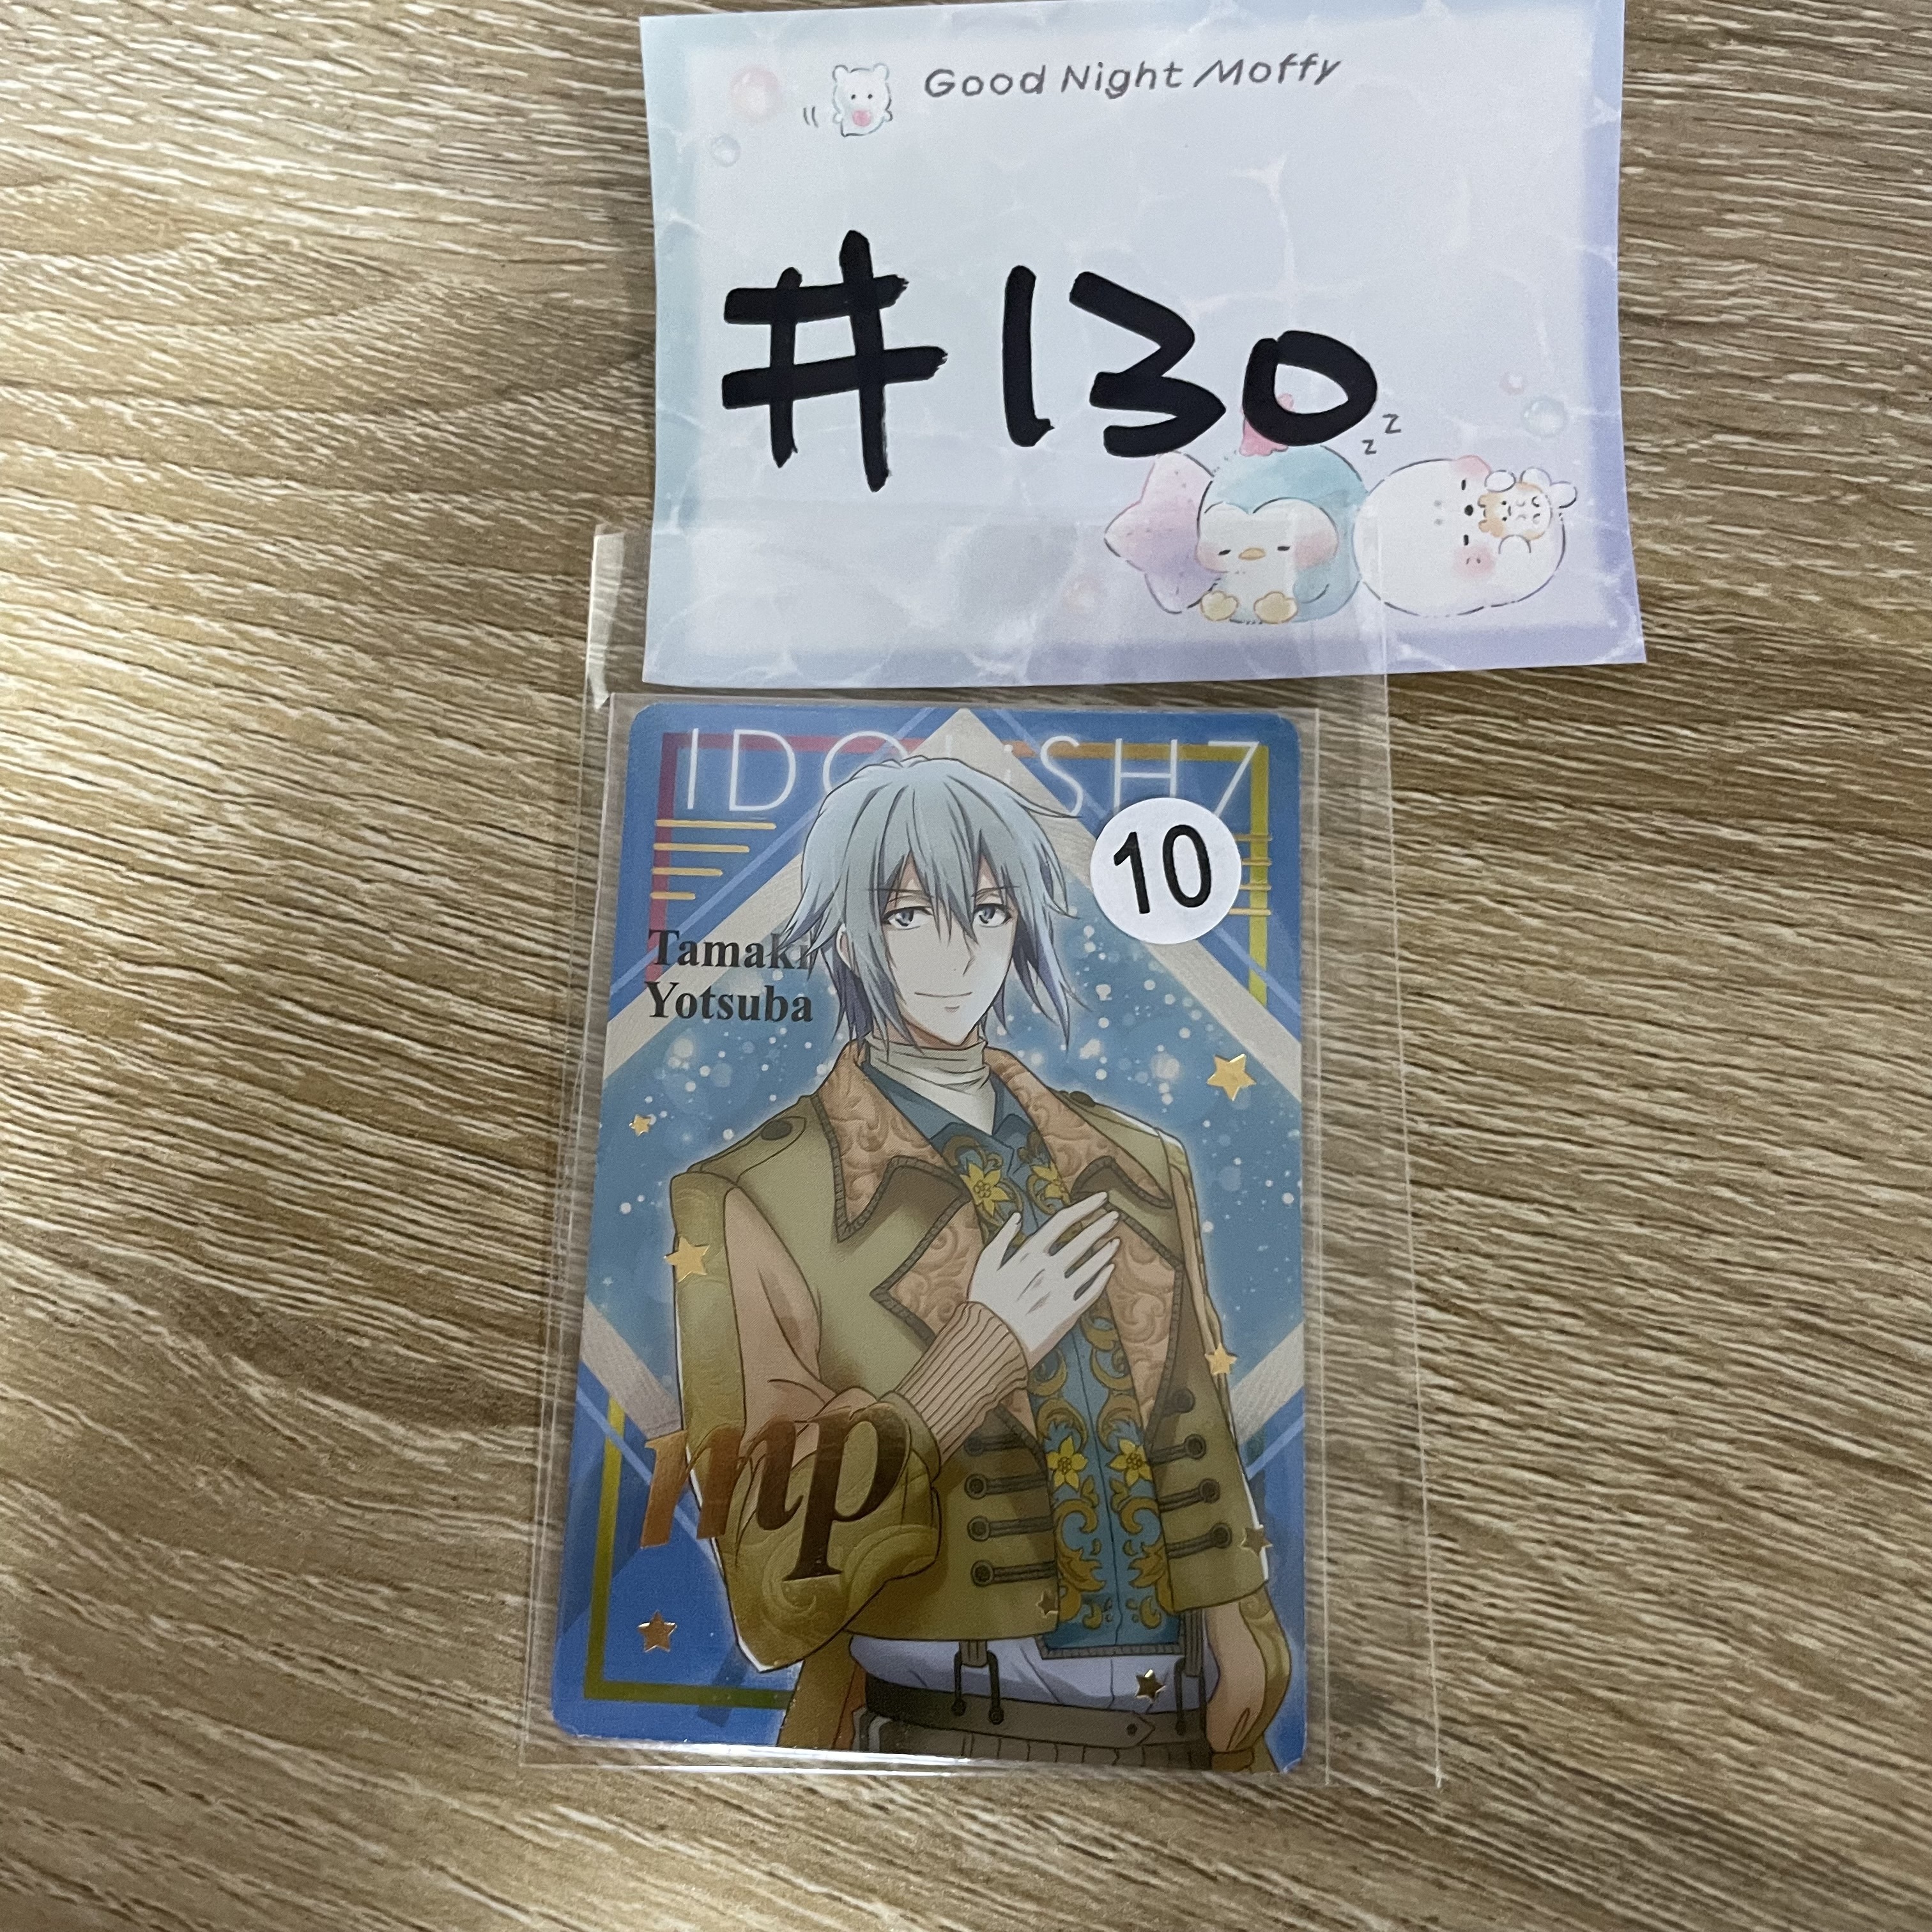 Good Night Moffy
#130
z z
IDOLiSH7
10
Tamaki
Yotsuba
mp